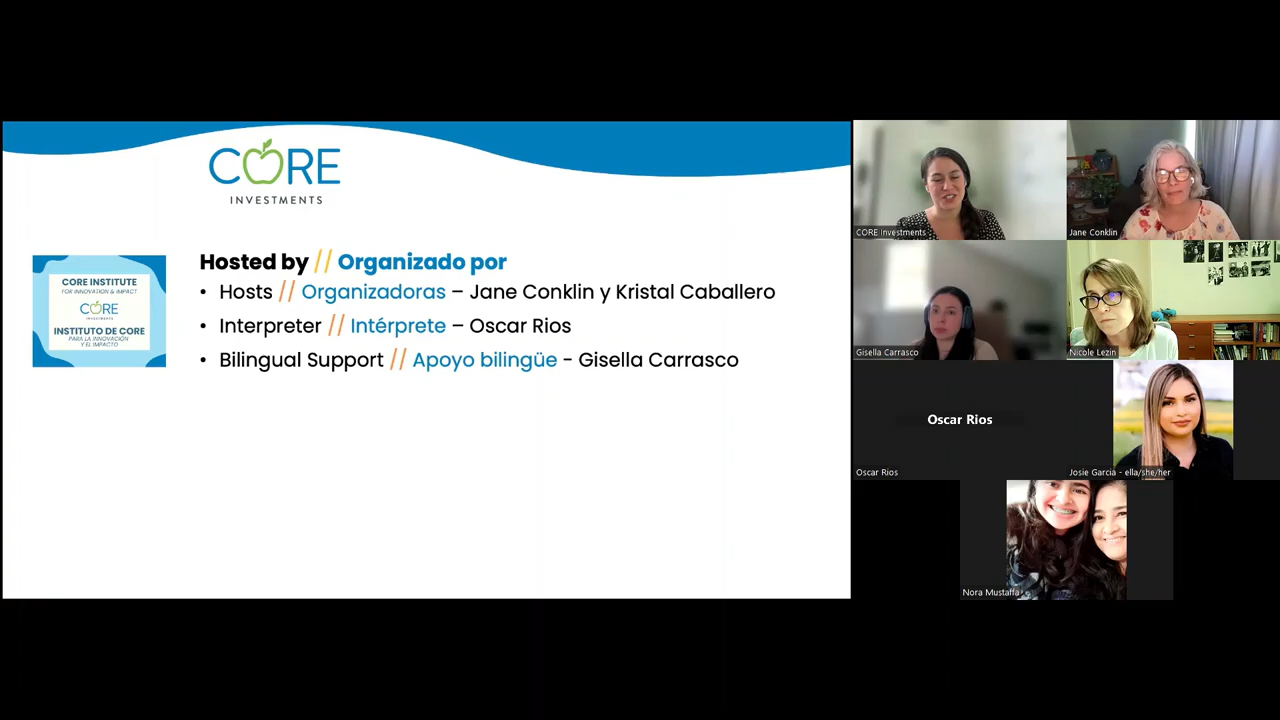 CORE
INVESTMENTS
CORE INSTITUTE
FOR INNOVATION & IMPACT
CORE
INVESTMENTS
INSTITUTO DE CORE
PARA LA INNOVACIÓN
Y EL IMPACTO
Hosted by // Organizado por
• Hosts // Organizadoras – Jane Conklin y Kristal Caballero
• Interpreter // Intérprete – Oscar Rios
• Bilingual Support // Apoyo bilingüe - Gisella Carrasco
CORE Investments
Jane Conklin
Gisella Carrasco
Nicole Lezin
Oscar Rios
Oscar Rios
Josie Garcia - ella/she/her
Nora Mustaffa